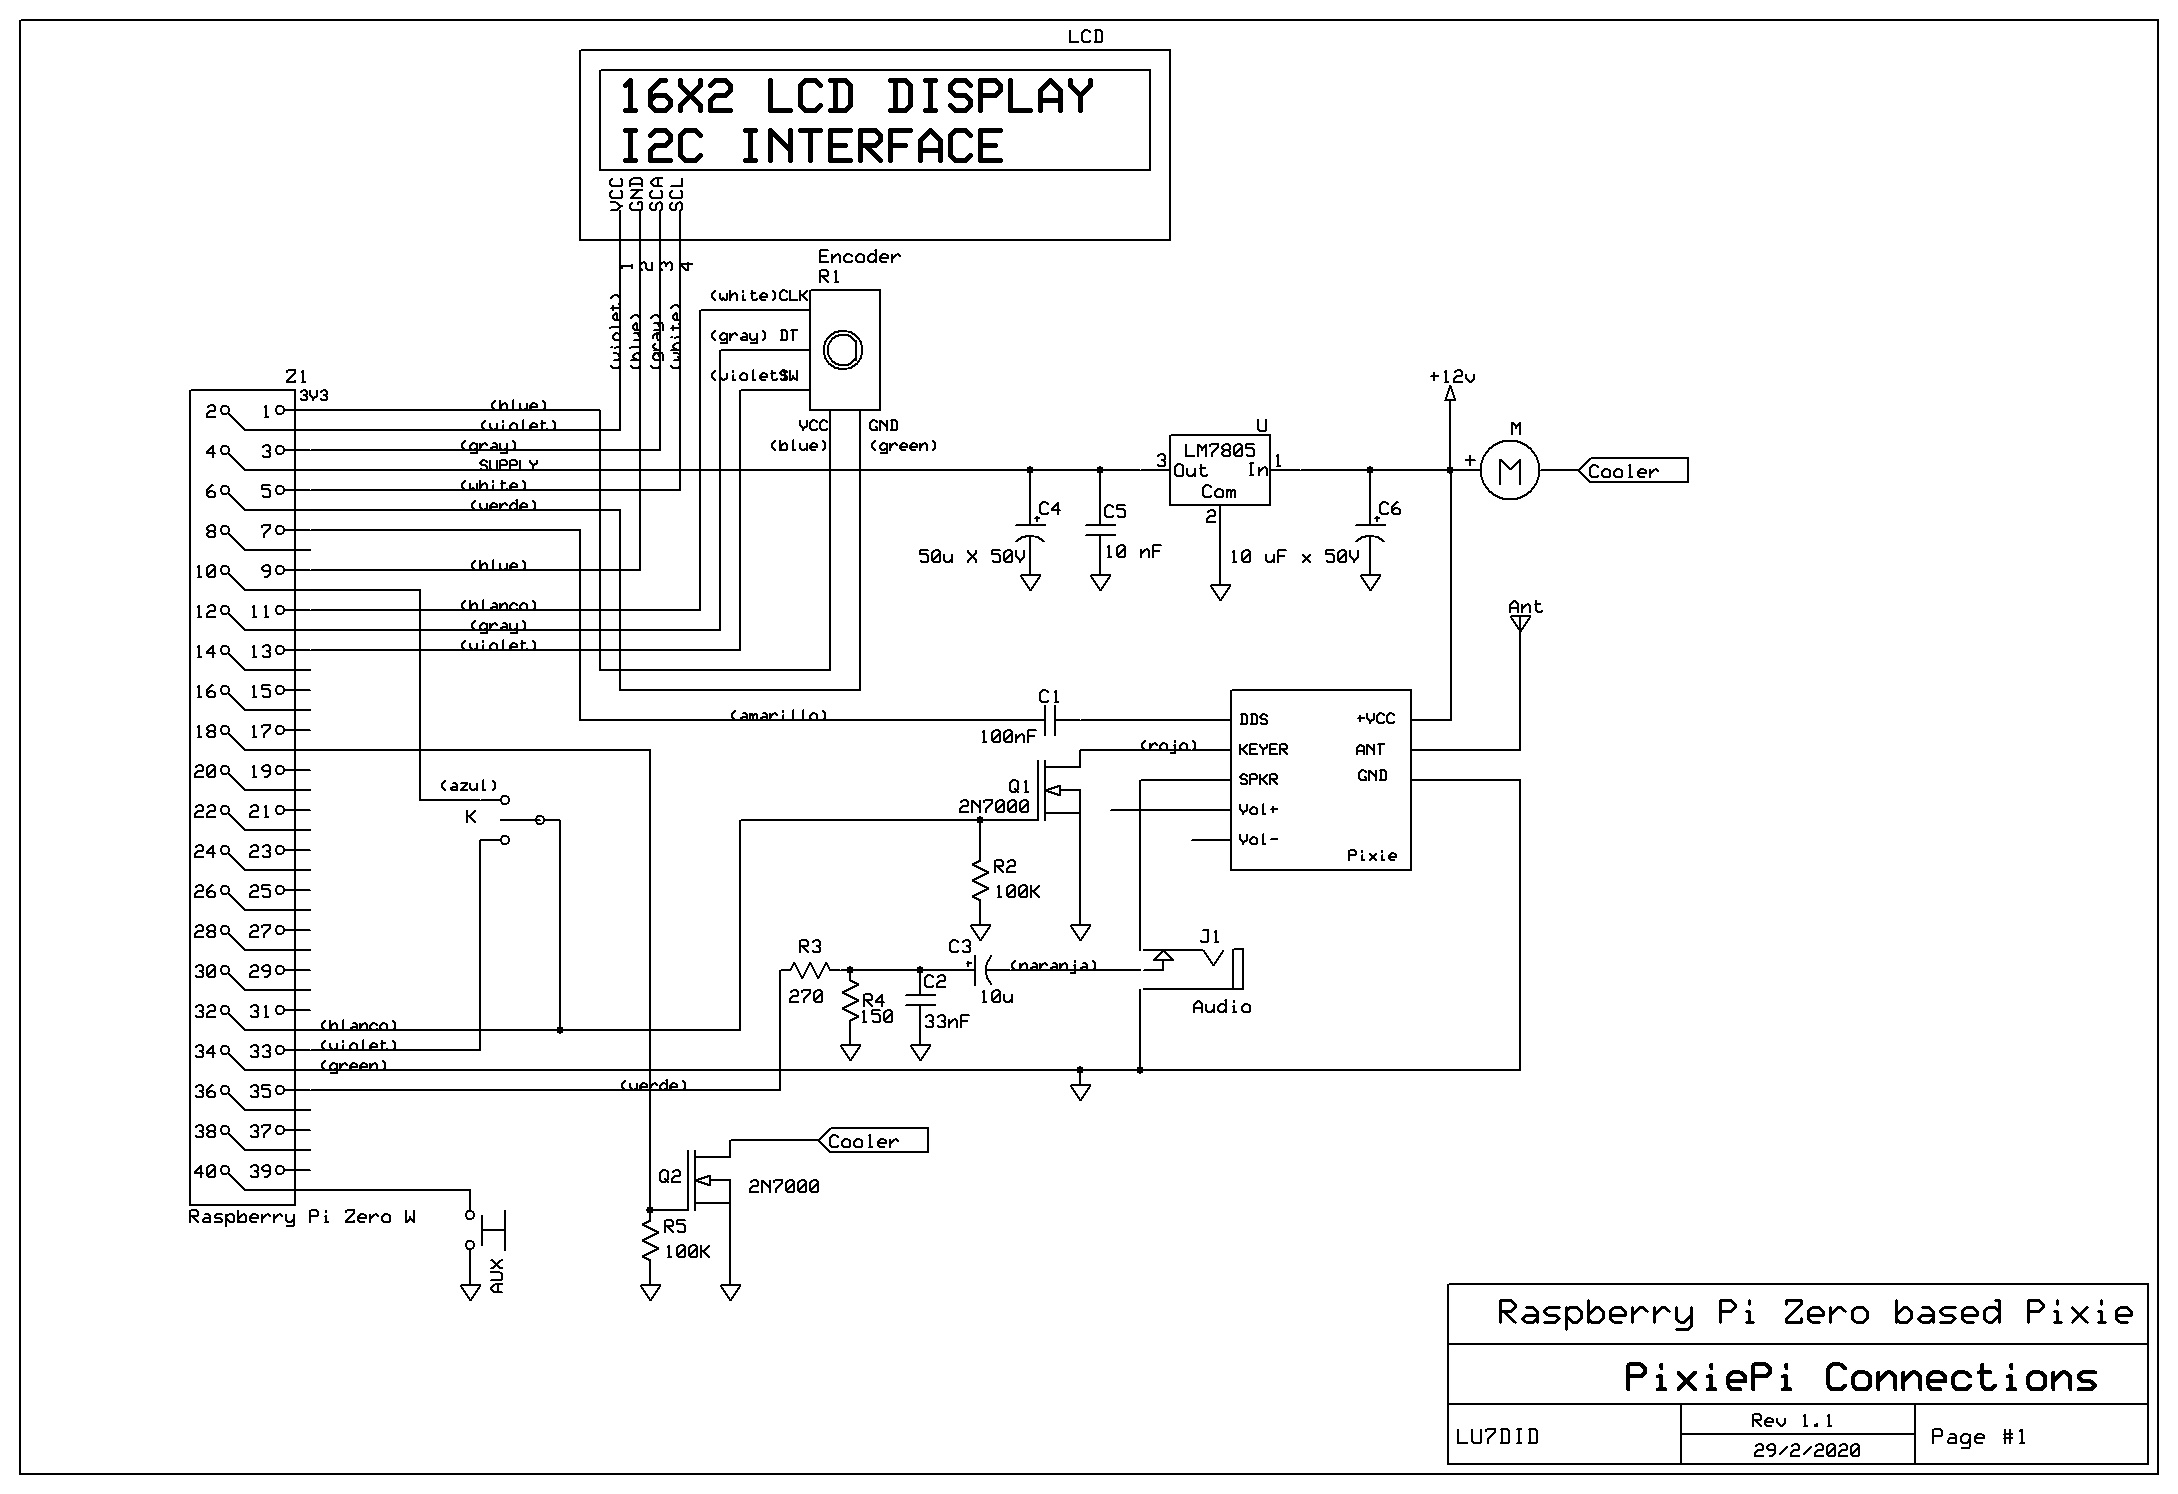 LCD
16X2 LCD DISPLAY
I2C INTERFACE
VCC GND SCA SCL
1 2 3 4
(violet) (blue) (gray) (white)
Encoder
R1
(white)CLK
(gray) DT
(violet)SW
VCC GND
(blue) (green)
Z1
3V3
2 1 (blue)
(violet)
4 3 (gray)
SUPPLY
6 5 (white)
(verde)
8 7
10 9 (blue)
12 11 (blanco)
(gray)
14 13 (violet)
16 15
18 17
20 19
22 21
24 23
26 25
28 27
30 29
32 31
(blanco)
34 33 (violet)
(green)
36 35 (verde)
38 37
40 39
Raspberry Pi Zero W
AUX
(azul)
K
+12v
M
+ M
Cooler
U
LM7805
3 Out In 1
Com
2
C4
+
50u X 50V
C5
10 nF
C6
+
10 uF x 50V
Ant
(amarillo)
C1
100nF
(rojo)
Q1
2N7000
R2
100K
DDS +VCC
KEYER ANT
SPKR GND
Vol+
Vol-
Pixie
R3
270
R4
150
C2
33nF
C3
+
10u
(naranja)
J1
Audio
Cooler
Q2
2N7000
R5
100K
Raspberry Pi Zero based Pixie
PixiePi Connections
LU7DID
Rev 1.1
29/2/2020
Page #1